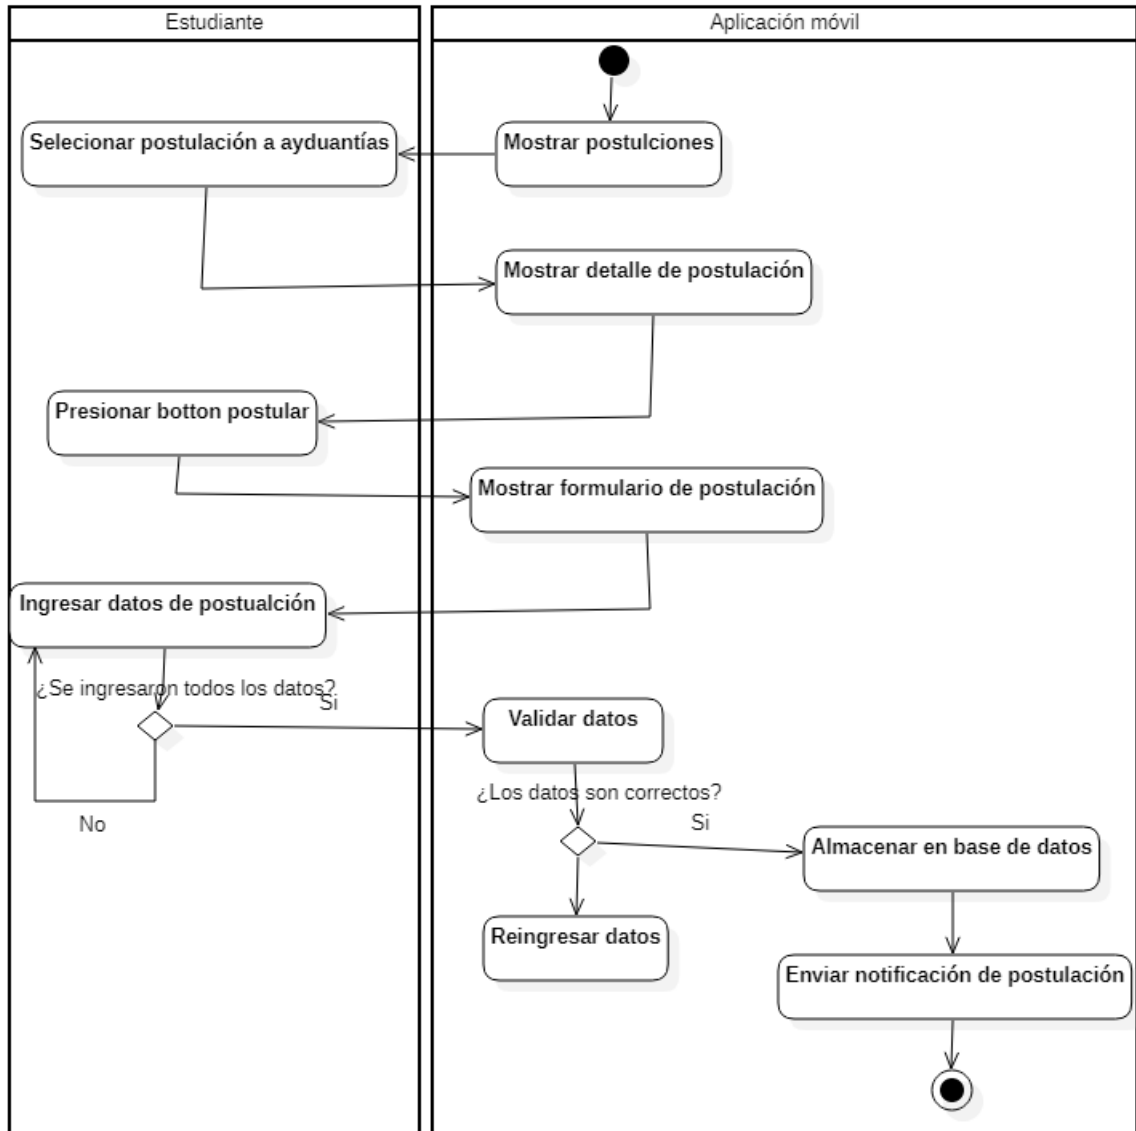 Estudiante
Aplicación móvil
Selecionar postulación a ayduantías
Mostrar postulciones
Mostrar detalle de postulación
Presionar botton postular
Mostrar formulario de postulación
Ingresar datos de postualción
¿Se ingresaron todos los datos?
Si
No
Validar datos
¿Los datos son correctos?
Si
Almacenar en base de datos
Reingresar datos
Enviar notificación de postulación